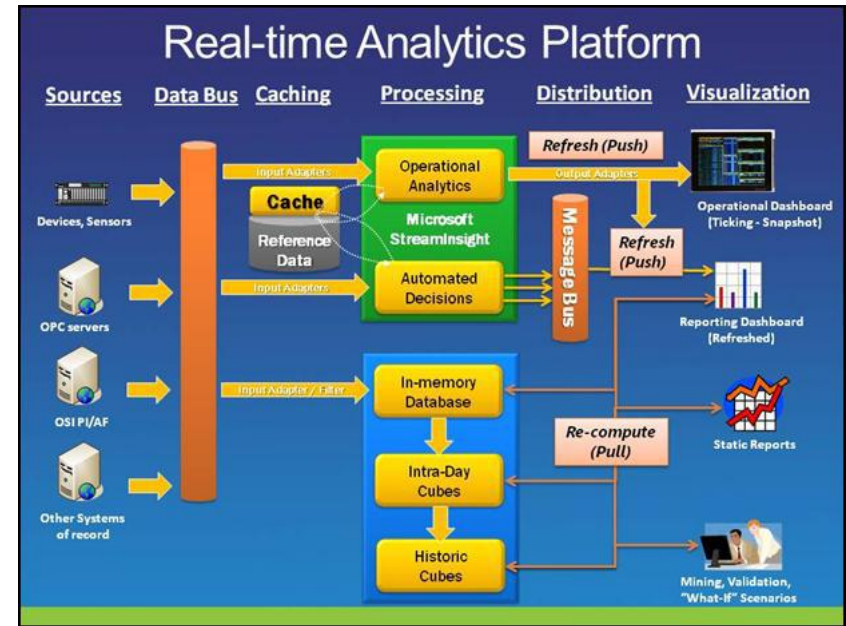 Real-time Analytics Platform
Sources
Data Bus
Caching
Processing
Distribution
Visualization
Devices, Sensors
OPC servers
OSI PI/AF
Other Systems
of record
Input Adapters
Cache
Reference
Data
Input Adapters
Input Adapter / Filter
Operational
Analytics
Microsoft
StreamInsight
Automated
Decisions
In-memory
Database
Intra-Day
Cubes
Historic
Cubes
Refresh (Push)
Output Adapters
Message Bus
Refresh
(Push)
Re-compute
(Pull)
Operational Dashboard
(Ticking - Snapshot)
Reporting Dashboard
(Refreshed)
Static Reports
Mining, Validation,
"What-If" Scenarios